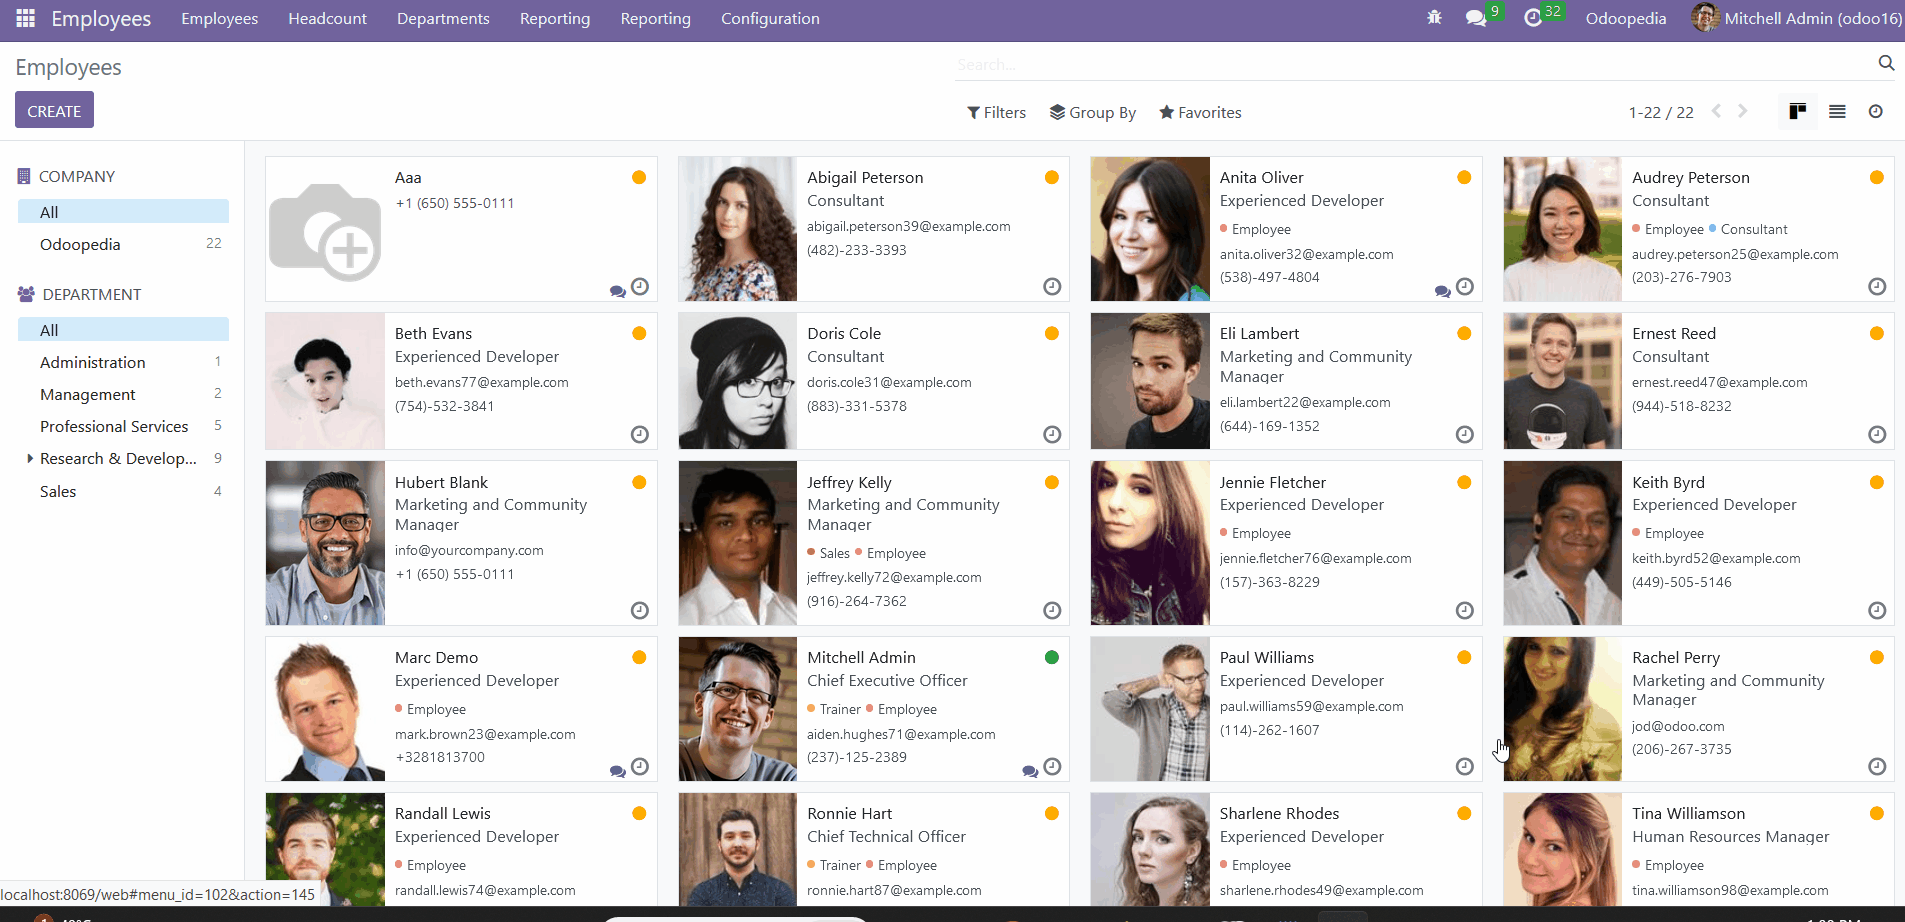 Employees Employees Headcount Departments Reporting Reporting Configuration 9 32 Odoopedia Mitchell Admin (odoo16)
Employees
Search...
CREATE
Filters Group By Favorites 1-22 / 22
COMPANY
All
Odoopedia 22
DEPARTMENT
All
Administration 1
Management 2
Professional Services 5
Research & Develop... 9
Sales 4
Aaa
+1 (650) 555-0111
Abigail Peterson
Consultant
abigail.peterson39@example.com
(482)-233-3393
Anita Oliver
Experienced Developer
Employee
anita.oliver32@example.com
(538)-497-4804
Audrey Peterson
Consultant
Employee Consultant
audrey.peterson25@example.com
(203)-276-7903
Beth Evans
Experienced Developer
beth.evans77@example.com
(754)-532-3841
Doris Cole
Consultant
doris.cole31@example.com
(883)-331-5378
Eli Lambert
Marketing and Community
Manager
eli.lambert22@example.com
(644)-169-1352
Ernest Reed
Consultant
ernest.reed47@example.com
(944)-518-8232
Hubert Blank
Marketing and Community
Manager
info@yourcompany.com
+1 (650) 555-0111
Jeffrey Kelly
Marketing and Community
Manager
Sales Employee
jeffrey.kelly72@example.com
(916)-264-7362
Jennie Fletcher
Experienced Developer
Employee
jennie.fletcher76@example.com
(157)-363-8229
Keith Byrd
Experienced Developer
Employee
keith.byrd52@example.com
(449)-505-5146
Marc Demo
Experienced Developer
Employee
mark.brown23@example.com
+3281813700
Mitchell Admin
Chief Executive Officer
Trainer Employee
aiden.hughes71@example.com
(237)-125-2389
Paul Williams
Experienced Developer
paul.williams59@example.com
(114)-262-1607
Rachel Perry
Marketing and Community
Manager
jod@odoo.com
(206)-267-3735
Randall Lewis
Experienced Developer
Employee
randall.lewis74@example.com
Ronnie Hart
Chief Technical Officer
Trainer Employee
ronnie.hart87@example.com
Sharlene Rhodes
Experienced Developer
Employee
sharlene.rhodes49@example.com
Tina Williamson
Human Resources Manager
Employee
tina.williamson98@example.com
localhost:8069/web#menu_id=102&action=145